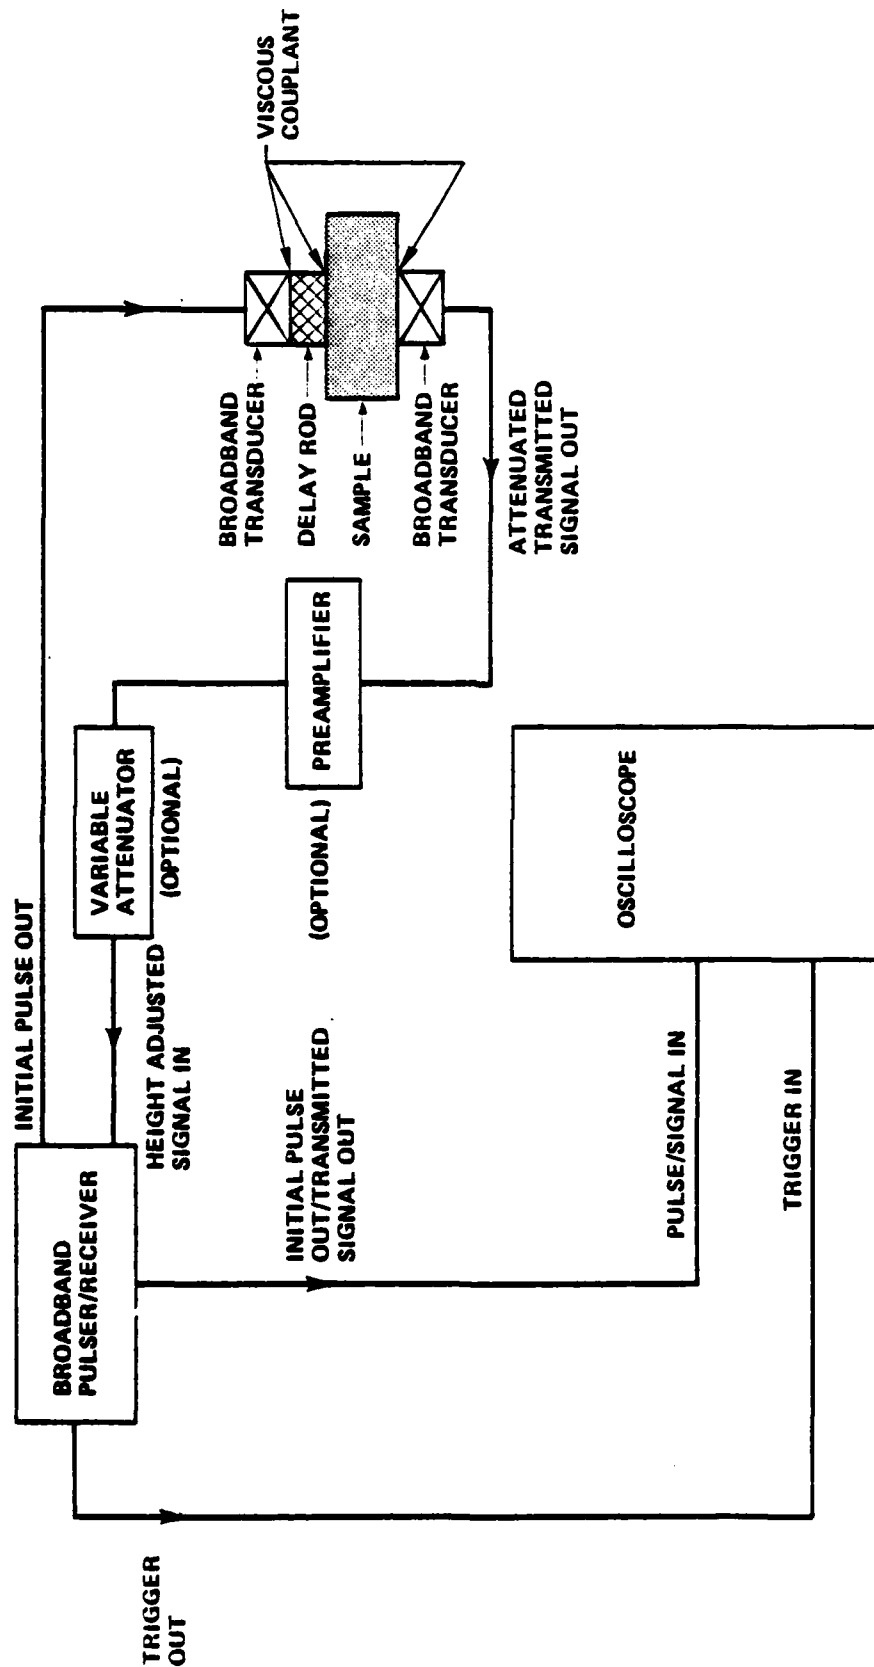 INITIAL PULSE OUT
BROADBAND
PULSER/RECEIVER
VARIABLE
ATTENUATOR
(OPTIONAL)
HEIGHT ADJUSTED
SIGNAL IN
TRIGGER
OUT
INITIAL PULSE
OUT/TRANSMITTED
SIGNAL OUT
(OPTIONAL)
PREAMPLIFIER
BROADBAND
TRANSDUCER
DELAY ROD
SAMPLE
BROADBAND
TRANSDUCER
VISCOUS
COUPLANT
ATTENUATED
TRANSMITTED
SIGNAL OUT
PULSE/SIGNAL IN
TRIGGER IN
OSCILLOSCOPE